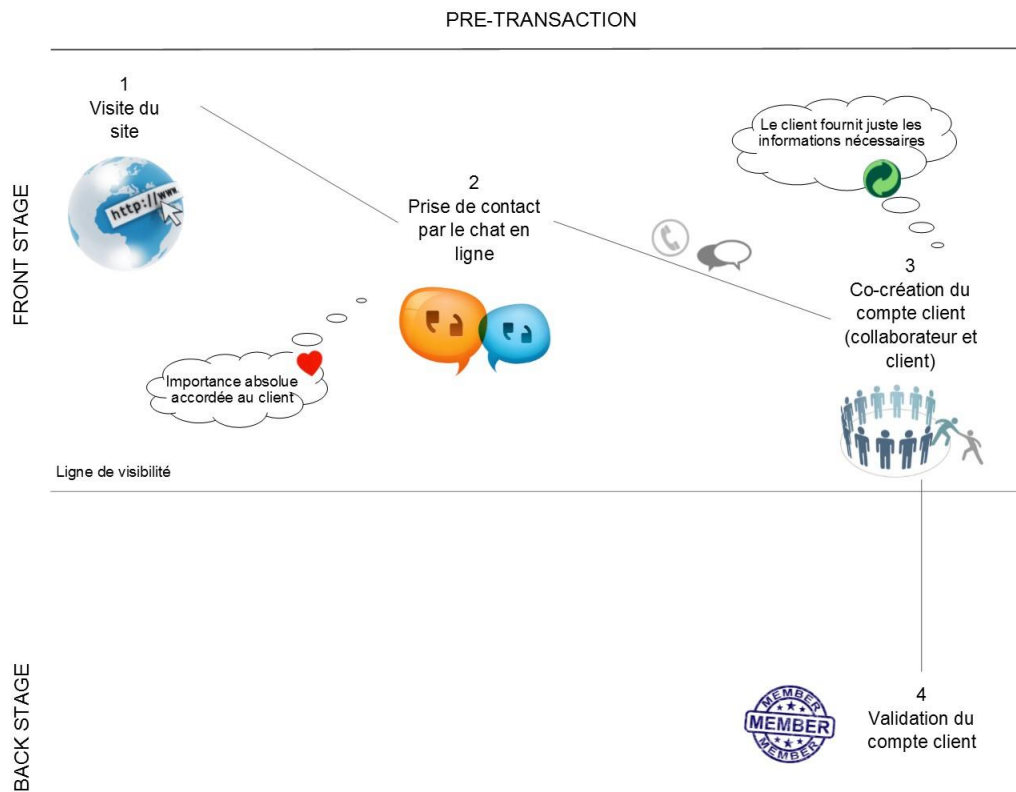 PRE-TRANSACTION
FRONT STAGE
1
Visite du
site
http://www.
2
Prise de contact
par le chat en
ligne
Le client fournit juste les
informations nécessaires
3
Co-création du
compte client
(collaborateur et
client)
Importance absolue
accordée au client
Ligne de visibilité
BACK STAGE
MEMBER
MEMBER
MEMBER
4
Validation du
compte client